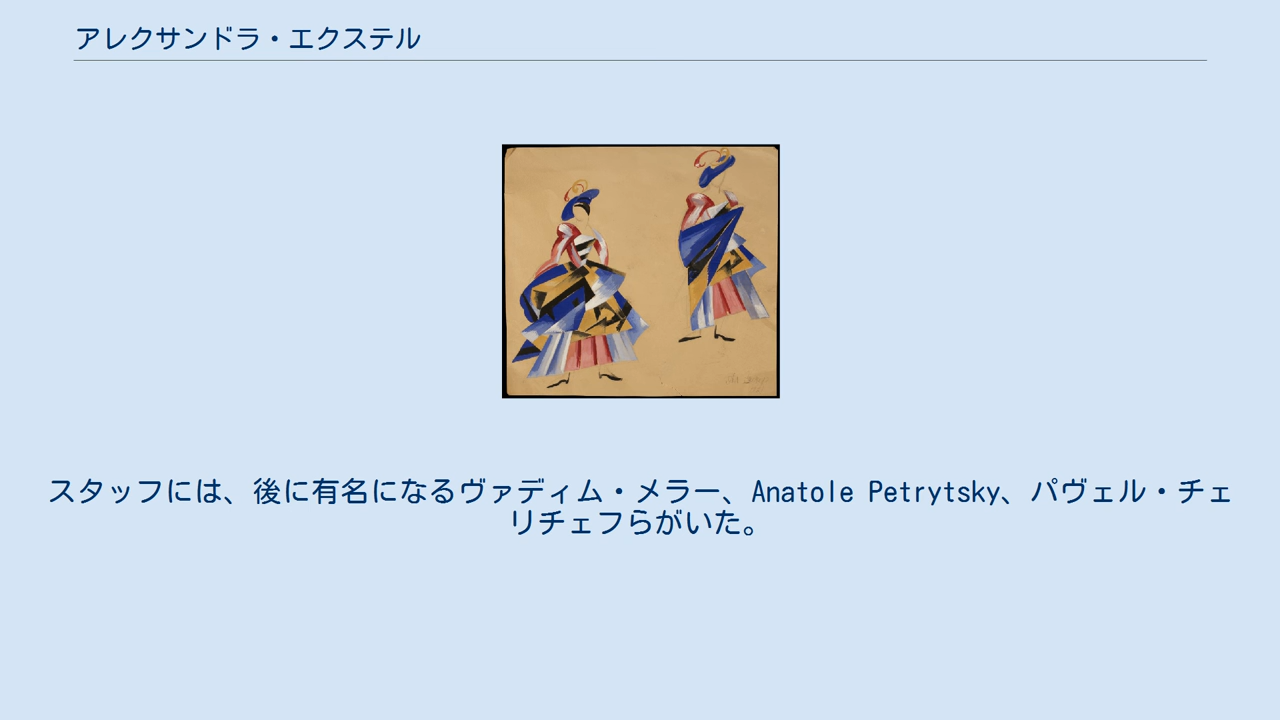 アレクサンドラ・エクステル
スタッフには、後に有名になるヴァディム・メラー、Anatole Petrytsky、パヴェル・チェ
リチェフらがいた。